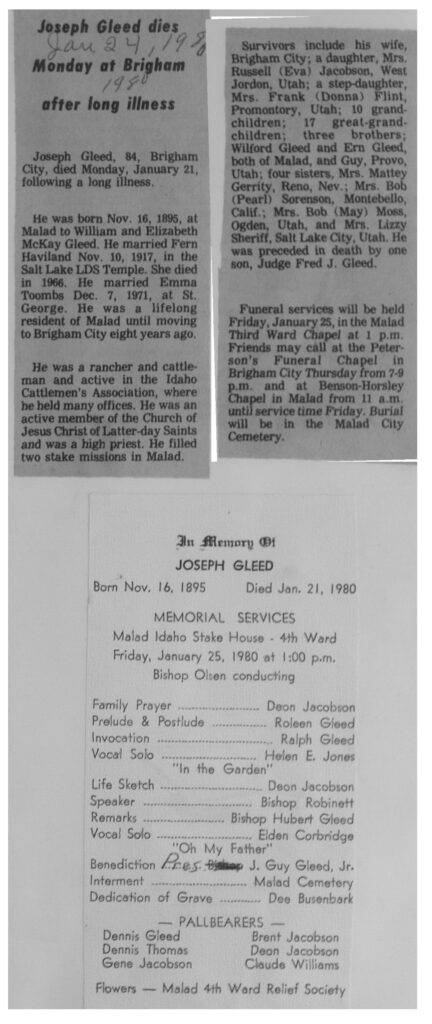 Joseph Gleed dies
Jan 24, 1980
Monday at Brigham
1980
after long illness
Joseph Gleed, 84, Brigham
City, died Monday, January 21,
following a long illness.
He was born Nov. 16, 1895, at
Malad to William and Elizabeth
McKay Gleed. He married Fern
Haviland Nov. 10, 1917, in the
Salt Lake LDS Temple. She died
in 1966. He married Emma
Toombs Dec. 7, 1971, at St.
George. He was a lifelong
resident of Malad until moving
to Brigham City eight years ago.
He was a rancher and cattle-
man and active in the Idaho
Cattlemen's Association, where
he held many offices. He was an
active member of the Church of
Jesus Christ of Latter-day Saints
and was a high priest. He filled
two stake missions in Malad.
Survivors include his wife,
Brigham City; a daughter, Mrs.
Russell (Eva) Jacobson, West
Jordon, Utah; a step-daughter,
Mrs. Frank (Donna) Flint,
Promontory, Utah; 10 grand-
children; 17 great-grand-
children; three brothers;
Wilford Gleed and Ern Gleed,
both of Malad, and Guy, Provo,
Utah; four sisters, Mrs. Mattey
Gerrity, Reno, Nev.; Mrs. Bob
(Pearl) Sorenson, Montebello,
Calif.; Mrs. Bob (May) Moss,
Ogden, Utah, and Mrs. Lizzy
Sheriff, Salt Lake City, Utah. He
was preceded in death by one
son, Judge Fred J. Gleed.
Funeral services will be held
Friday, January 25, in the Malad
Third Ward Chapel at 1 p.m.
Friends may call at the Peter-
son's Funeral Chapel in
Brigham City Thursday from 7-9
p.m. and at Benson-Horsley
Chapel in Malad from 11 a.m.
until service time Friday. Burial
will be in the Malad City
Cemetery.
In Memory Of
JOSEPH GLEED
Born Nov. 16, 1895 Died Jan. 21, 1980
MEMORIAL SERVICES
Malad Idaho Stake House - 4th Ward
Friday, January 25, 1980 at 1:00 p.m.
Bishop Olsen conducting
Family Prayer ........................ Deon Jacobson
Prelude & Postlude ................ Roleen Gleed
Invocation ................................. Ralph Gleed
Vocal Solo ............................ Helen E. Jones
"In the Garden"
Life Sketch ............................ Deon Jacobson
Speaker ................................ Bishop Robinett
Remarks ....................... Bishop Hubert Gleed
Vocal Solo ........................... Elden Corbridge
"Oh My Father"
Benediction Pres. Bishop J. Guy Gleed, Jr.
Interment ............................ Malad Cemetery
Dedication of Grave ............ Dee Busenbark
— PALLBEARERS —
Dennis Gleed Brent Jacobson
Dennis Thomas Deon Jacobson
Gene Jacobson Claude Williams
Flowers — Malad 4th Ward Relief Society